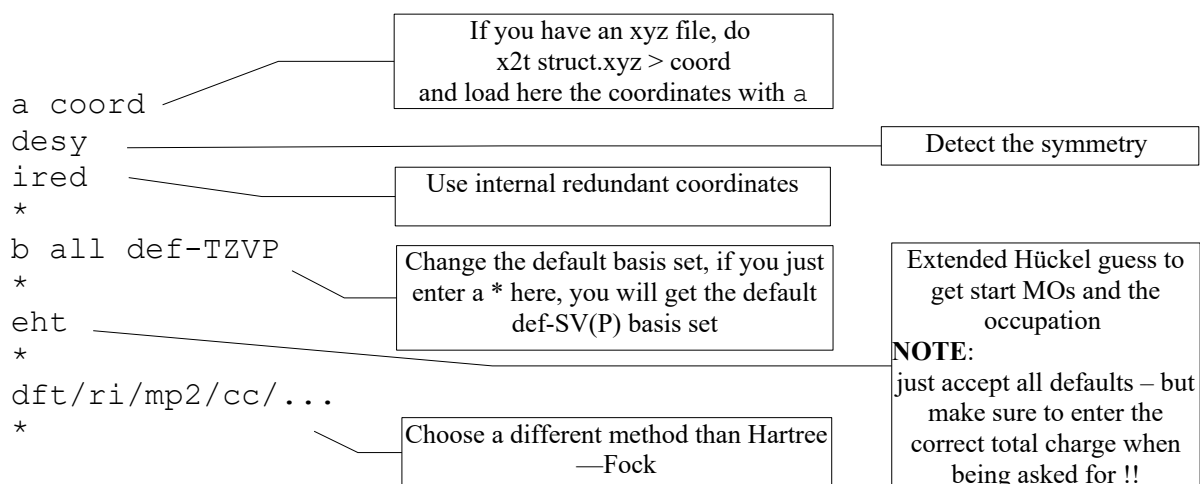 If you have an xyz file, do
x2t struct.xyz > coord
and load here the coordinates with a
a coord
desy
Detect the symmetry
ired
Use internal redundant coordinates
*
b all def-TZVP
Change the default basis set, if you just
enter a * here, you will get the default
def-SV(P) basis set
*
eht
Extended Hückel guess to
get start MOs and the
occupation
NOTE:
just accept all defaults – but
make sure to enter the
correct total charge when
being asked for !!
*
dft/ri/mp2/cc/...
*
Choose a different method than Hartree
—Fock